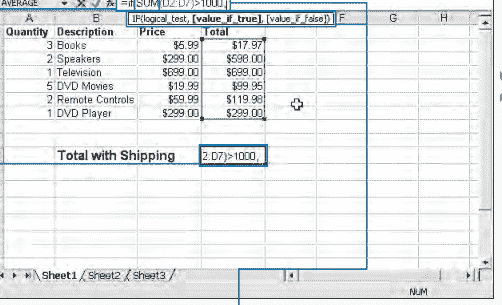 AVERAGE =if(SUM(D2:D7)>1000,
IF(logical_test, [value_if_true], [value_if_false])
A B F G H
Quantity Description Price Total
3 Books $5.99 $17.97
2 Speakers $299.00 $598.00
1 Television $699.00 $699.00
5 DVD Movies $19.99 $99.95
2 Remote Controls $59.99 $119.98
1 DVD Player $299.00 $299.00
Total with Shipping 2:D7)>1000,
Sheet1 Sheet2 Sheet3
NUM